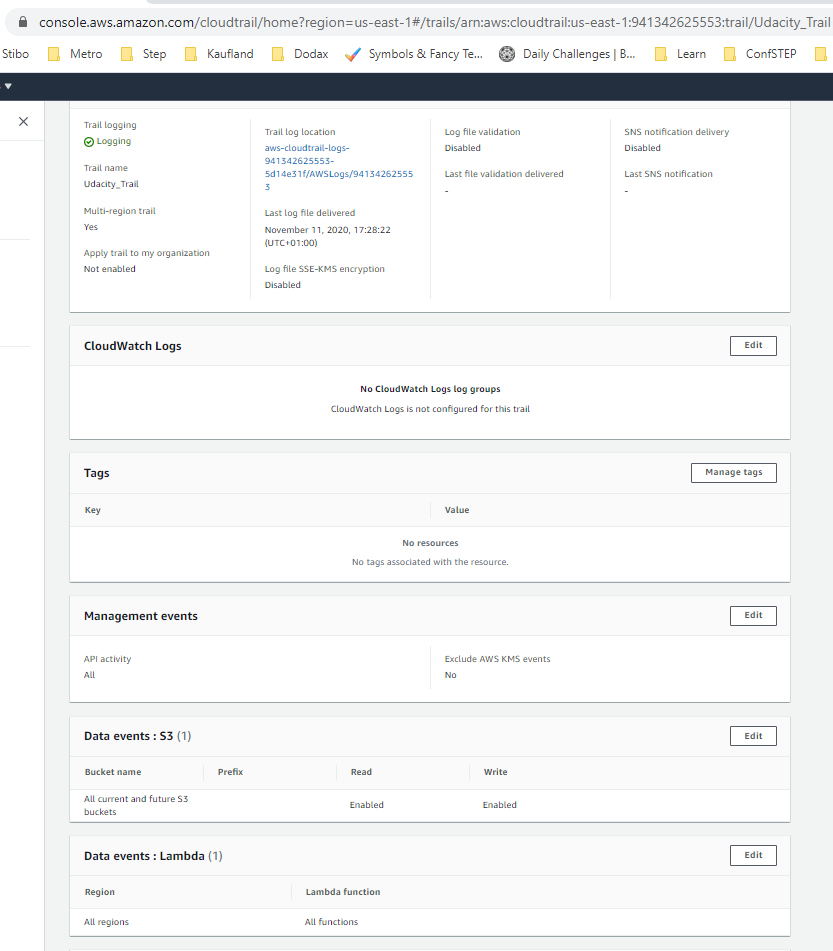 console.aws.amazon.com/cloudtrail/home?region=us-east-1#/trails/arn:aws:cloudtrail:us-east-1:941342625553:trail/Udacity_Trail
Stibo Metro Step Kaufland Dodax Symbols & Fancy Te... Daily Challenges | B... Learn ConfSTEP
Trail logging
Logging
Trail name
Udacity_Trail
Multi-region trail
Yes
Apply trail to my organization
Not enabled
Trail log location
aws-cloudtrail-logs-
941342625553-
5d14e31f/AWSLogs/94134262555
3
Last log file delivered
November 11, 2020, 17:28:22
(UTC+01:00)
Log file SSE-KMS encryption
Disabled
Log file validation
Disabled
Last file validation delivered
-
SNS notification delivery
Disabled
Last SNS notification
-
CloudWatch Logs Edit
No CloudWatch Logs log groups
CloudWatch Logs is not configured for this trail
Tags Manage tags
Key Value
No resources
No tags associated with the resource.
Management events Edit
API activity Exclude AWS KMS events
All No
Data events : S3 (1) Edit
Bucket name Prefix Read Write
All current and future S3
buckets Enabled Enabled
Data events : Lambda (1) Edit
Region Lambda function
All regions All functions